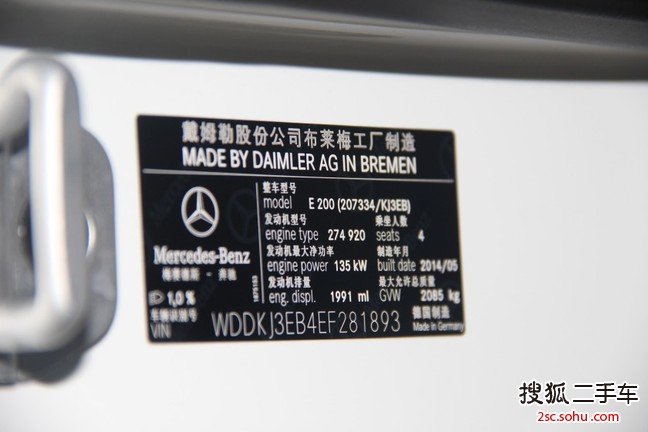 戴姆勒股份公司布莱梅工厂制造
MADE BY DAIMLER AG IN BREMEN
整车型号
model E 200 (207334/KJ3EB)
发动机型号 乘坐人数
engine type 274 920 seats 4
发动机最大净功率 制造年月
engine power 135 kW built date 2014/05
发动机排量 最大允许总质量
eng. displ. 1991 ml GVW 2085 kg
Mercedes-Benz
梅赛德斯-奔驰
1,0%
车辆识别号
VIN WDDKJ3EB4EF281893
德国制造
Made in Germany
搜狐二手车
2sc.sohu.com